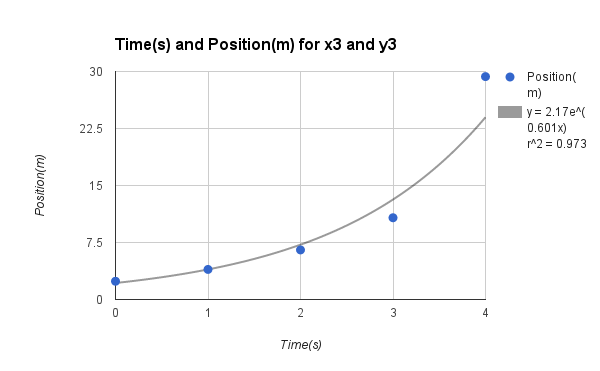 Time(s) and Position(m) for x3 and y3
30
22.5
15
7.5
0
Position(m)
0 1 2 3 4
Time(s)
Position(
m)
y = 2.17e^(
0.601x)
r^2 = 0.973